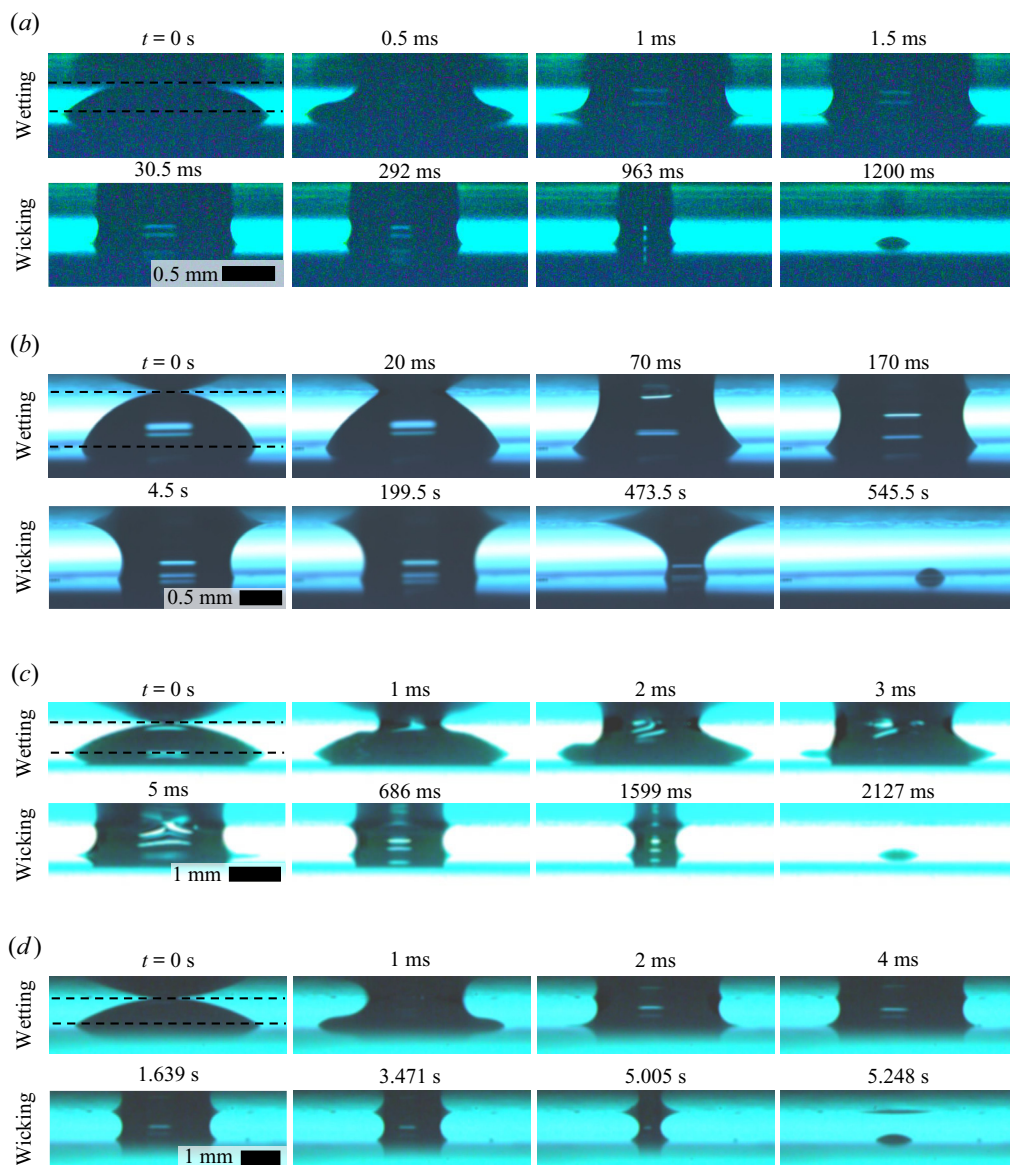 (a)
t = 0 s 0.5 ms 1 ms 1.5 ms
Wetting
30.5 ms 292 ms 963 ms 1200 ms
Wicking
0.5 mm
(b)
t = 0 s 20 ms 70 ms 170 ms
Wetting
4.5 s 199.5 s 473.5 s 545.5 s
Wicking
0.5 mm
(c)
t = 0 s 1 ms 2 ms 3 ms
Wetting
5 ms 686 ms 1599 ms 2127 ms
Wicking
1 mm
(d)
t = 0 s 1 ms 2 ms 4 ms
Wetting
1.639 s 3.471 s 5.005 s 5.248 s
Wicking
1 mm